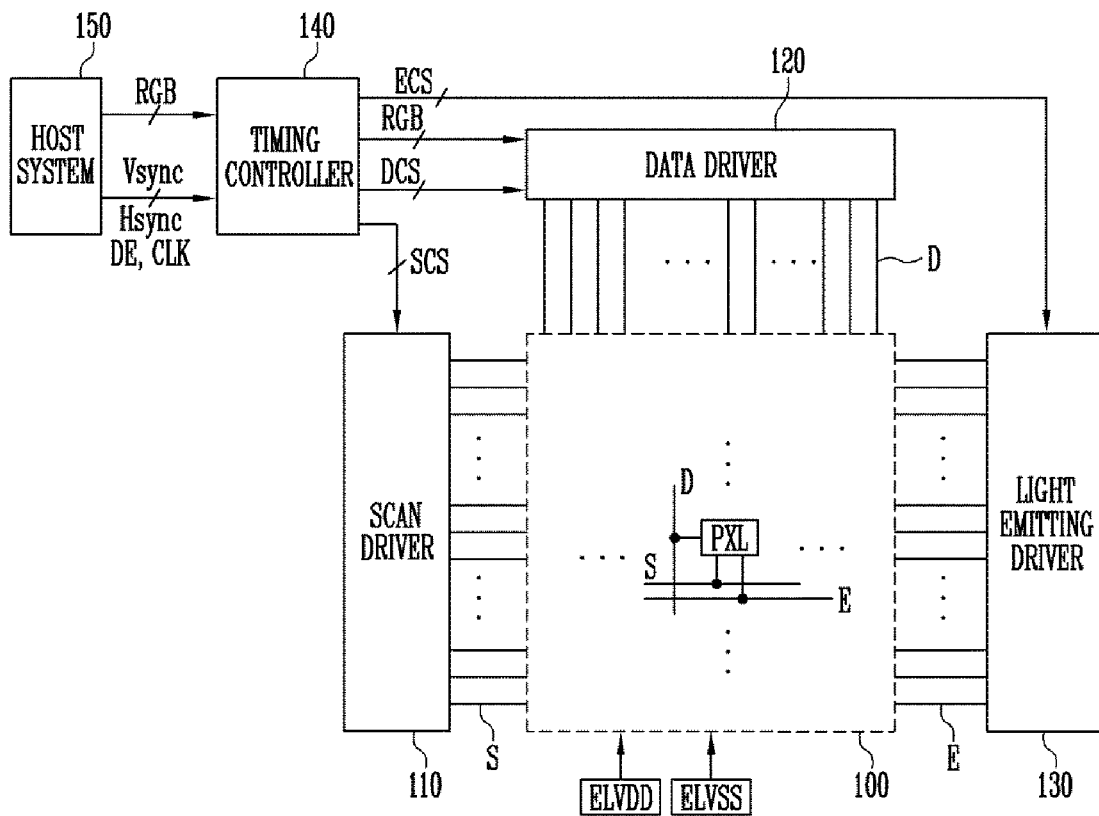 150
140
120
HOST
SYSTEM
RGB
Vsync
Hsync
DE, CLK
TIMING
CONTROLLER
ECS
RGB
DCS
SCS
DATA DRIVER
. . .
. . .
D
SCAN
DRIVER
D
PXL
S
E
. . .
. . .
LIGHT
EMITTING
DRIVER
S
E
110
ELVDD
ELVSS
100
130